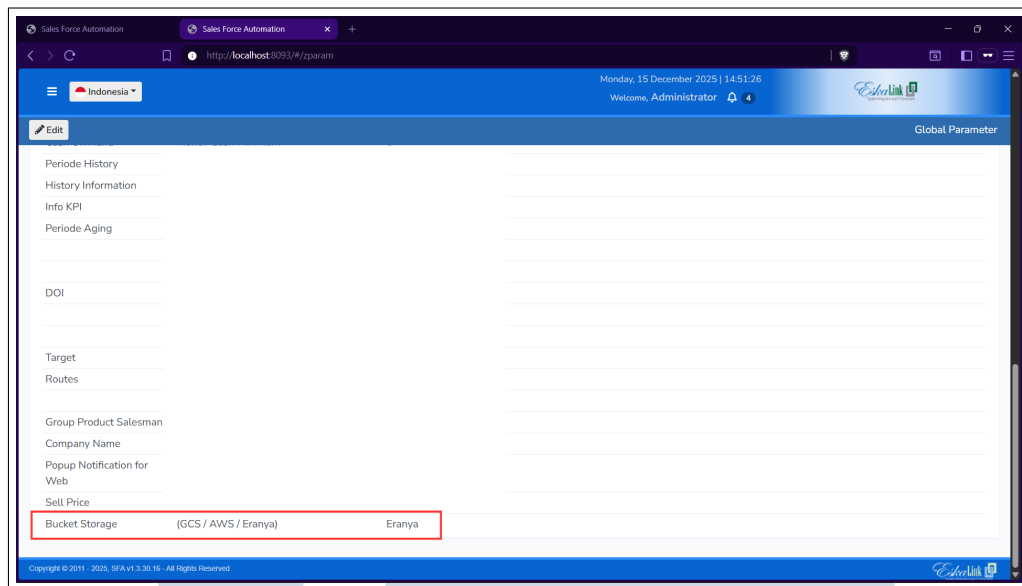 Sales Force Automation
Sales Force Automation
http://localhost:8093/#/zparam
Indonesia
Monday, 15 December 2025 | 14:51:26
Welcome, Administrator 4
EskaLink
Edit
Global Parameter
Periode History
History Information
Info KPI
Periode Aging
DOI
Target
Routes
Group Product Salesman
Company Name
Popup Notification for
Web
Sell Price
Bucket Storage (GCS / AWS / Eranya) Eranya
Copyright © 2011 - 2025, SFA v1.3.30.16 - All Rights Reserved
EskaLink